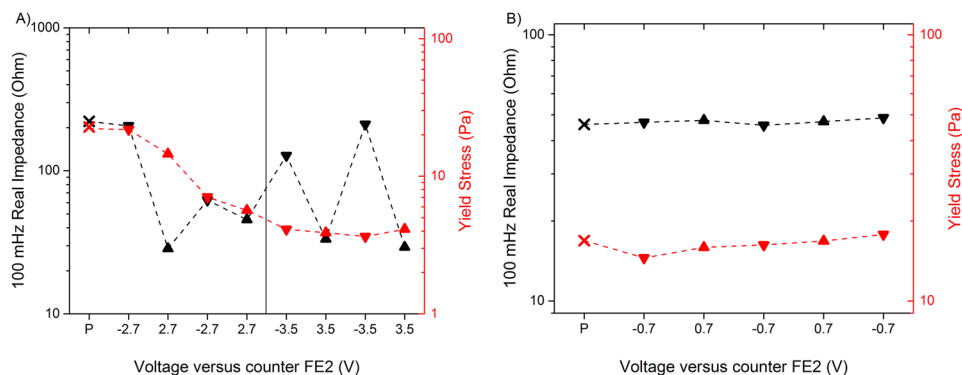 A)
1000
100
10
100 mHz Real Impedance (Ohm)
100
10
1
Yield Stress (Pa)
P -2.7 2.7 -2.7 2.7 -3.5 3.5 -3.5 3.5
Voltage versus counter FE2 (V)
B)
100
10
100 mHz Real Impedance (Ohm)
100
10
Yield Stress (Pa)
P -0.7 0.7 -0.7 0.7 -0.7
Voltage versus counter FE2 (V)